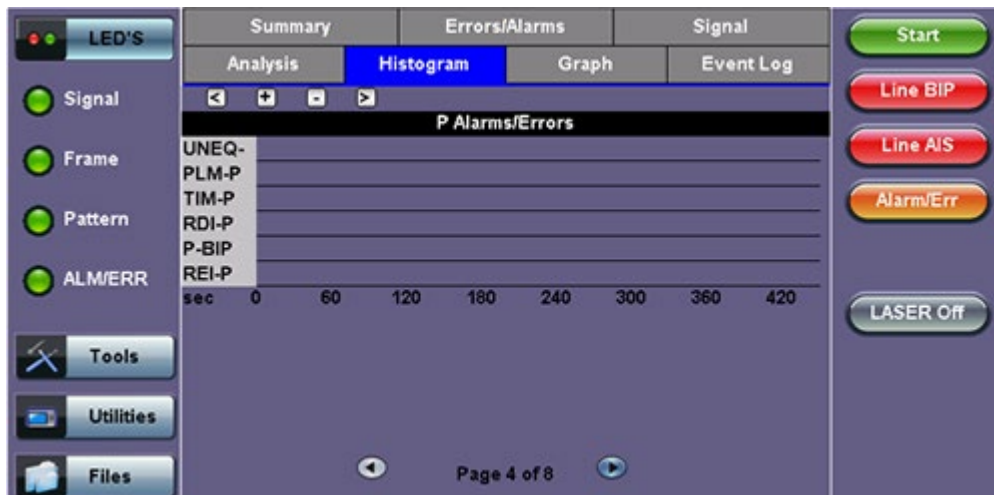 LED'S
Signal
Frame
Pattern
ALM/ERR
Tools
Utilities
Files
Summary Errors/Alarms Signal
Analysis Histogram Graph Event Log
< + - >
P Alarms/Errors
UNEQ-
PLM-P
TIM-P
RDI-P
P-BIP
REI-P
sec 0 60 120 180 240 300 360 420
Page 4 of 8
Start
Line BIP
Line AIS
Alarm/Err
LASER Off